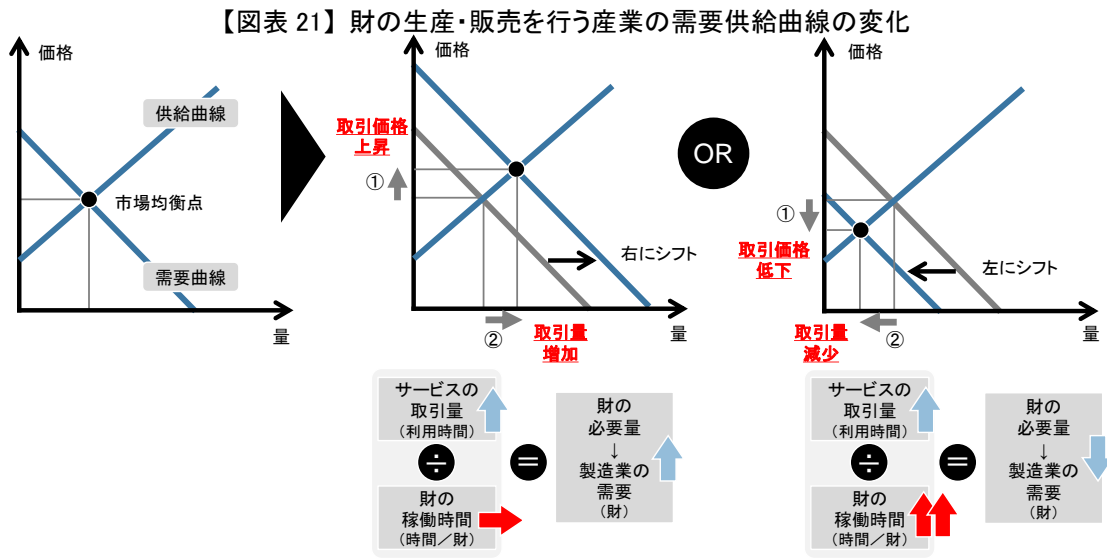 【図表 21】 財の生産・販売を行う産業の需要供給曲線の変化
価格
供給曲線
市場均衡点
需要曲線
量
価格
取引価格
上昇
①
右にシフト
量
②
取引量
増加
OR
価格
①
取引価格
低下
左にシフト
量
②
取引量
減少
サービスの
取引量
（利用時間）
÷
財の
稼働時間
（時間／財）
＝
財の
必要量
↓
製造業の
需要
（財）
サービスの
取引量
（利用時間）
÷
財の
稼働時間
（時間／財）
＝
財の
必要量
↓
製造業の
需要
（財）